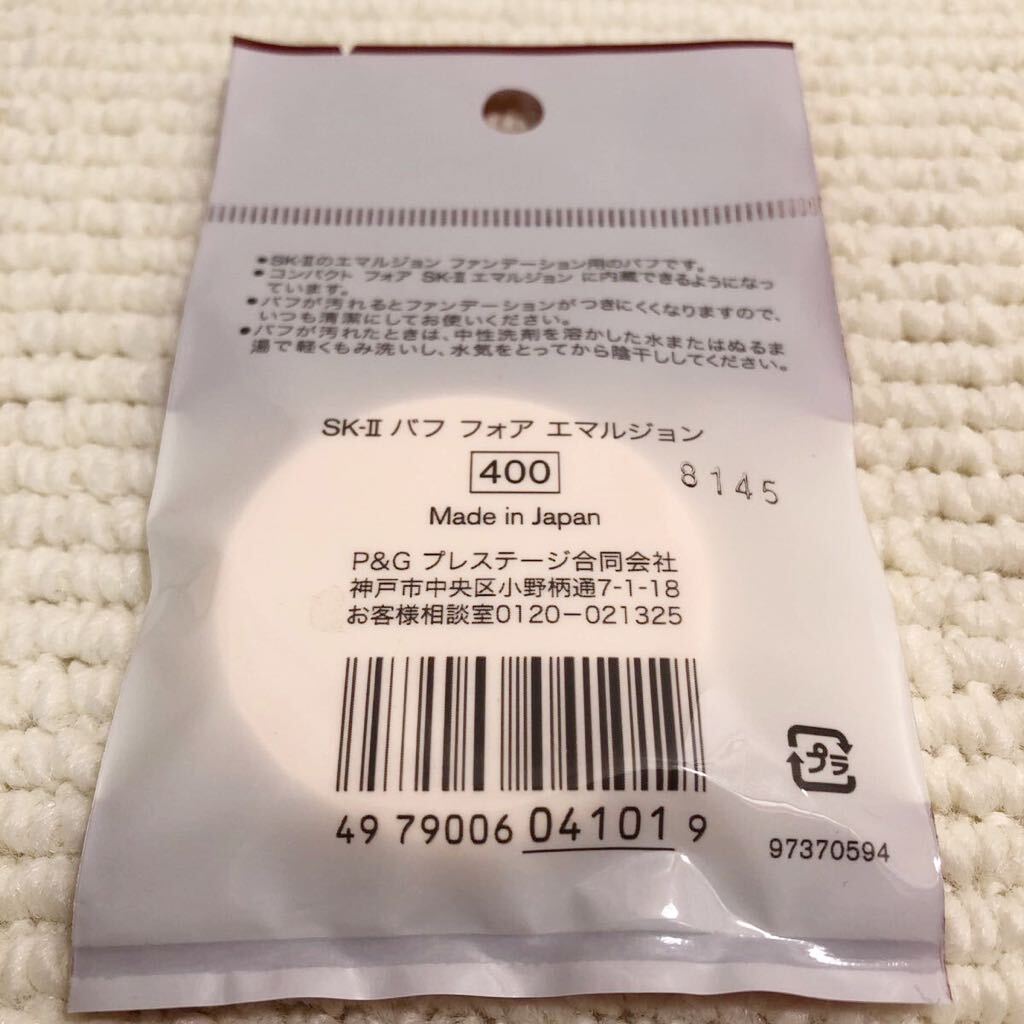 ●SK-Ⅱのエマルジョン ファンデーション用のパフです。
●コンパクト フォア SK-Ⅱ エマルジョン に内蔵できるようになっ
ています。
●パフが汚れるとファンデーションがつきにくくなりますので、
いつも清潔にしてお使いください。
●パフが汚れたときは、中性洗剤を溶かした水またはぬるま
湯で軽くもみ洗いし、水気をとってから陰干ししてください。
SK-Ⅱ パフ フォア エマルジョン
400
8145
Made in Japan
P&G プレステージ合同会社
神戸市中央区小野柄通7-1-18
お客様相談室0120-021325
49 79006 04101 9
プラ
97370594